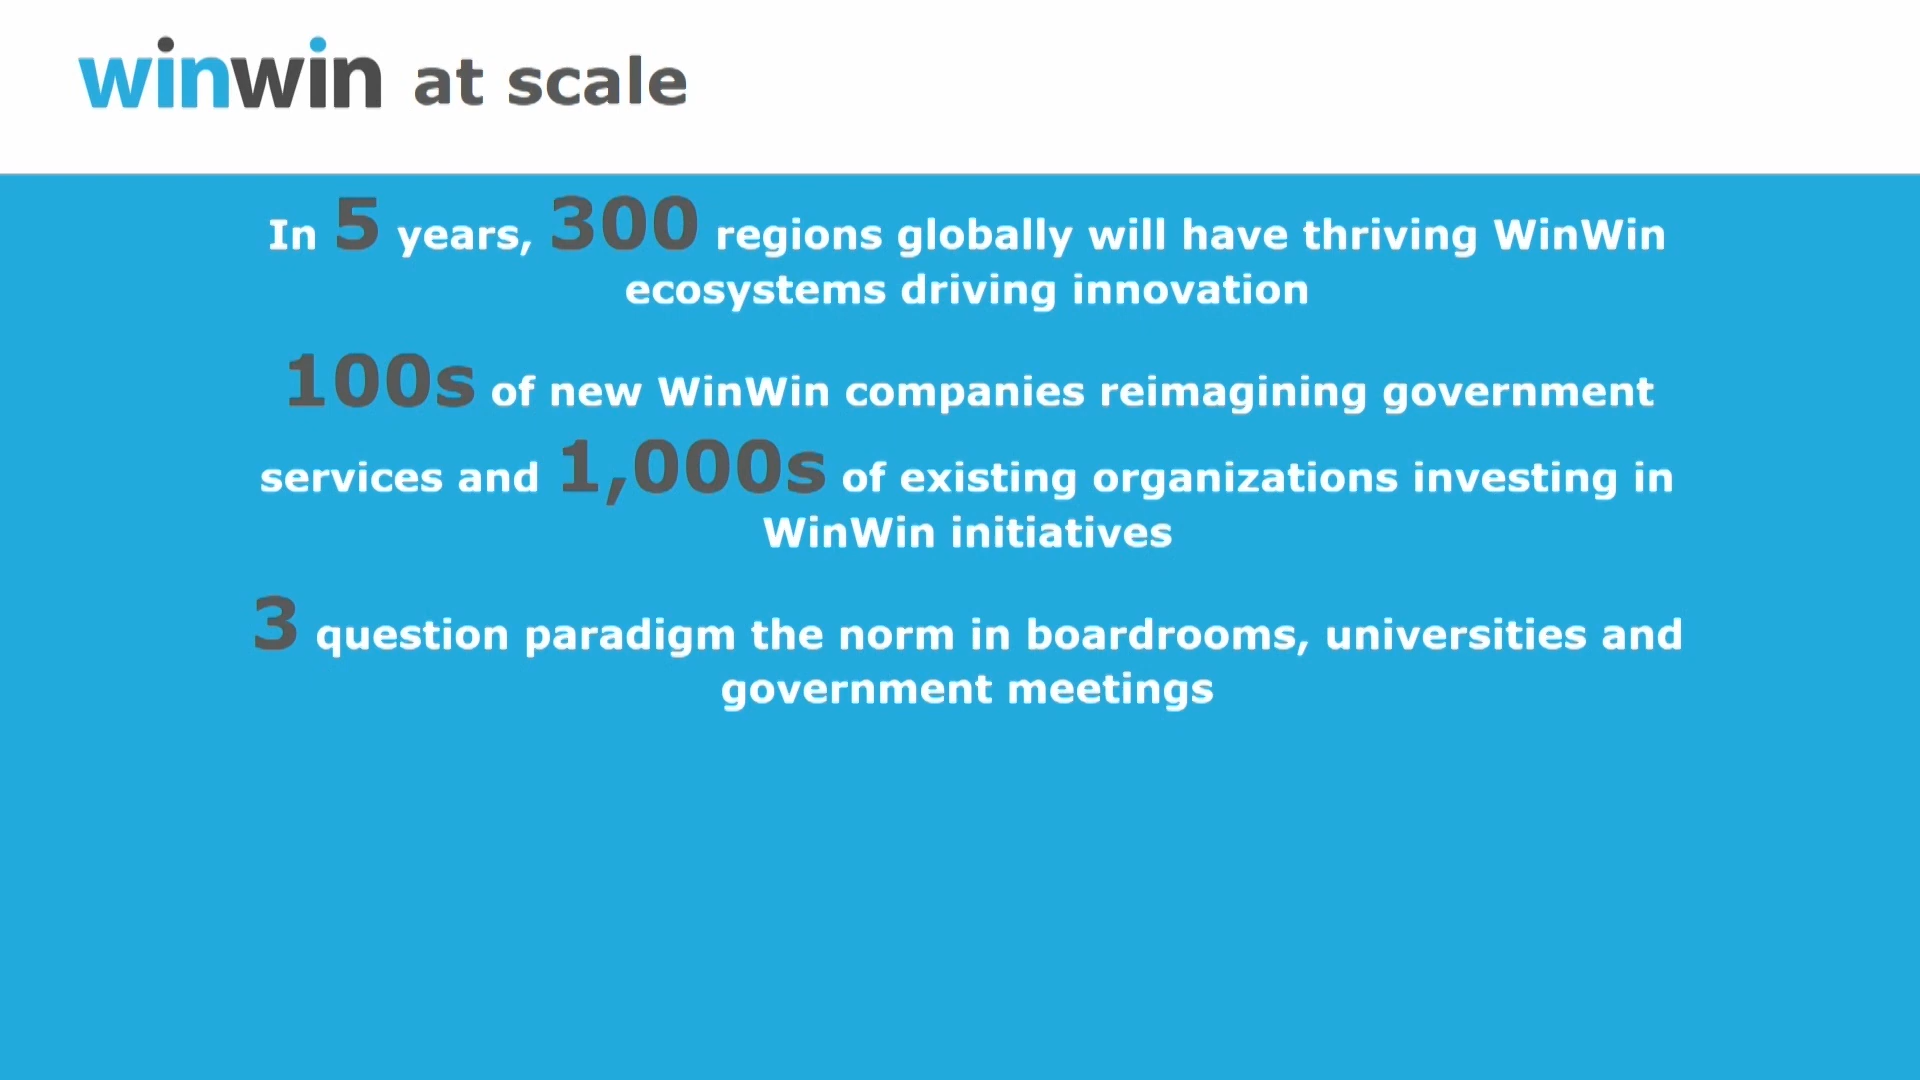 winwin at scale
In 5 years, 300 regions globally will have thriving WinWin
ecosystems driving innovation
100s of new WinWin companies reimagining government
services and 1,000s of existing organizations investing in
WinWin initiatives
3 question paradigm the norm in boardrooms, universities and
government meetings